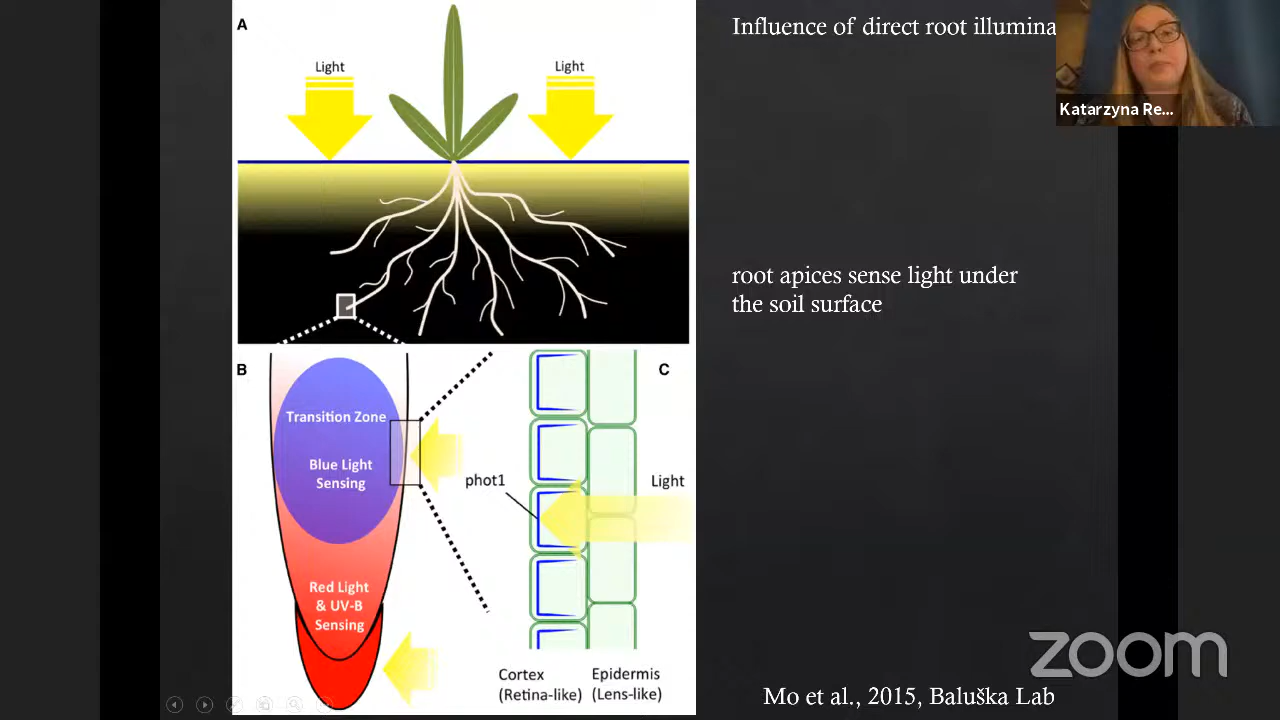 A
Light
Light
Influence of direct root illumina
Katarzyna Re...
root apices sense light under
the soil surface
B
Transition Zone
Blue Light
Sensing
Red Light
& UV-B
Sensing
C
phot1
Light
Cortex
(Retina-like)
Epidermis
(Lens-like)
zoom
Mo et al., 2015, Baluška Lab